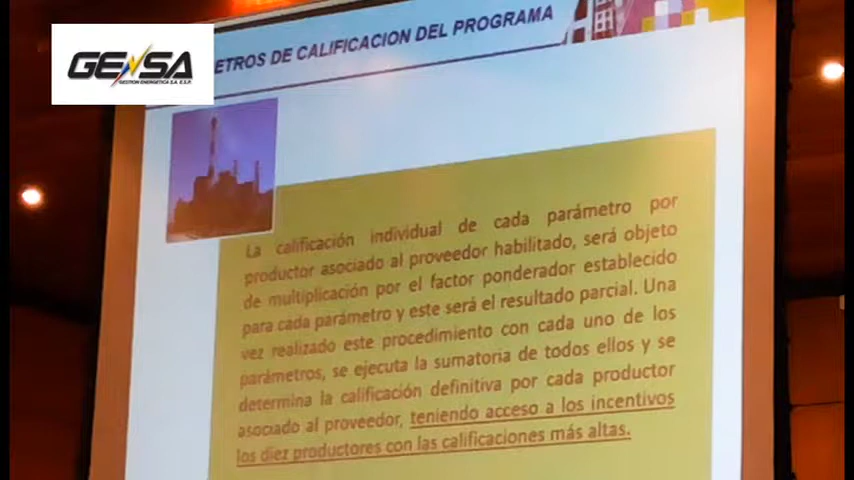 GENSA
GESTION ENERGETICA S.A. E.S.P.
ETROS DE CALIFICACION DEL PROGRAMA
La calificación individual de cada parámetro por
productor asociado al proveedor habilitado, será objeto
de multiplicación por el factor ponderador establecido
para cada parámetro y este será el resultado parcial. Una
vez realizado este procedimiento con cada uno de los
parámetros, se ejecuta la sumatoria de todos ellos y se
determina la calificación definitiva por cada productor
asociado al proveedor, teniendo acceso a los incentivos
los diez productores con las calificaciones más altas.